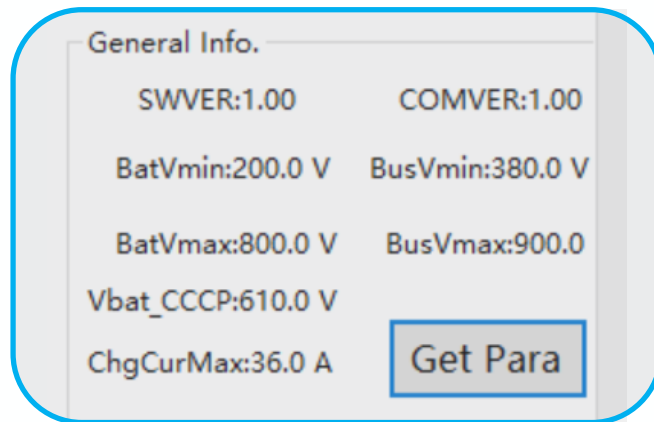 General Info.
SWVER:1.00 COMVER:1.00
BatVmin:200.0 V BusVmin:380.0 V
BatVmax:800.0 V BusVmax:900.0
Vbat_CCCP:610.0 V
ChgCurMax:36.0 A Get Para